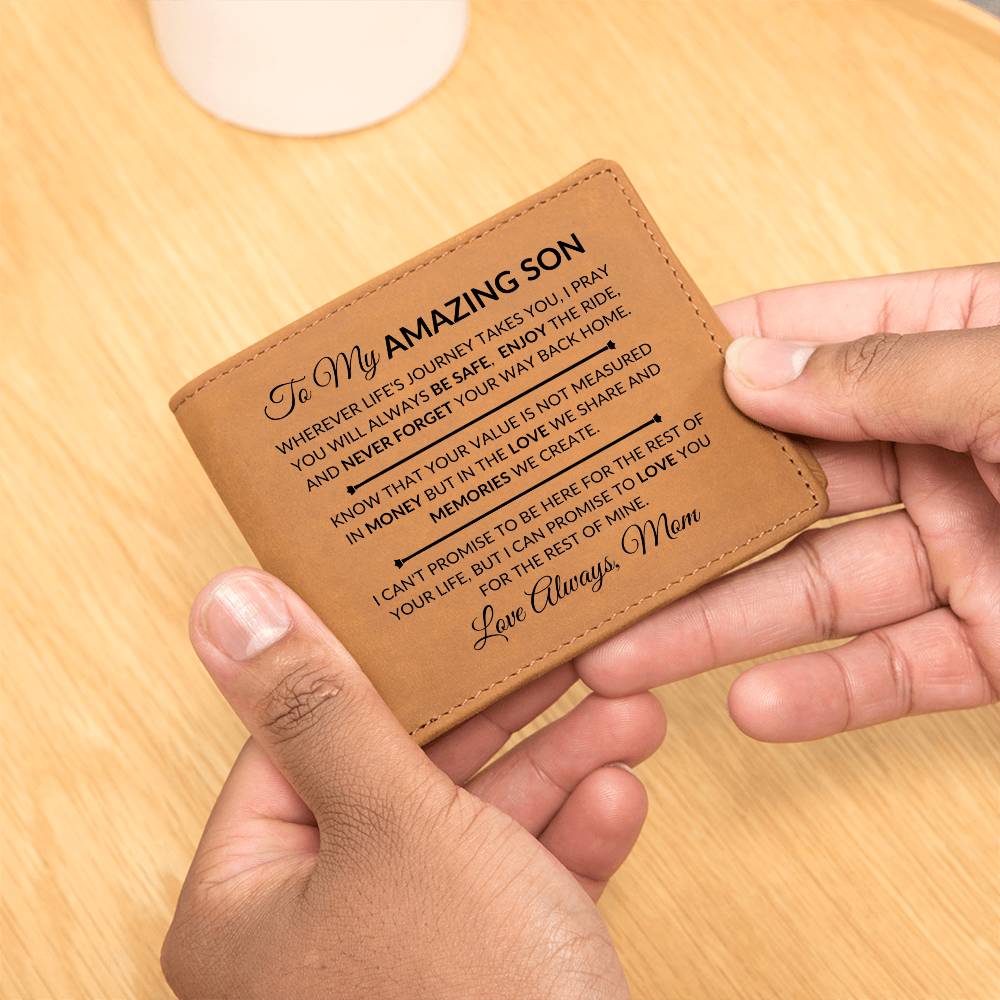 To My AMAZING SON
WHEREVER LIFE'S JOURNEY TAKES YOU, I PRAY
YOU WILL ALWAYS BE SAFE, ENJOY THE RIDE,
AND NEVER FORGET YOUR WAY BACK HOME.
KNOW THAT YOUR VALUE IS NOT MEASURED
IN MONEY BUT IN THE LOVE WE SHARE AND
MEMORIES WE CREATE.
I CAN'T PROMISE TO BE HERE FOR THE REST OF
YOUR LIFE, BUT I CAN PROMISE TO LOVE YOU
FOR THE REST OF MINE.
Love Always, Mom